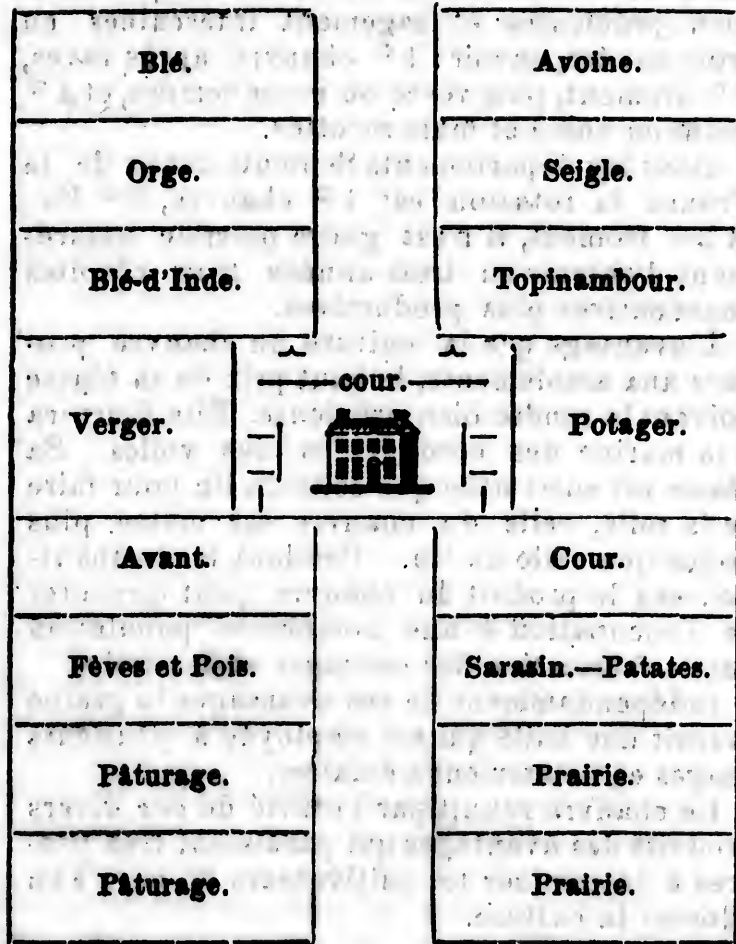 Blé. Avoine.
Orge. Seigle.
Blé-d'Inde. Topinambour.
cour.
Verger. Potager.
Avant. Cour.
Fèves et Pois. Sarasin.—Patates.
Pâturage. Prairie.
Pâturage. Prairie.